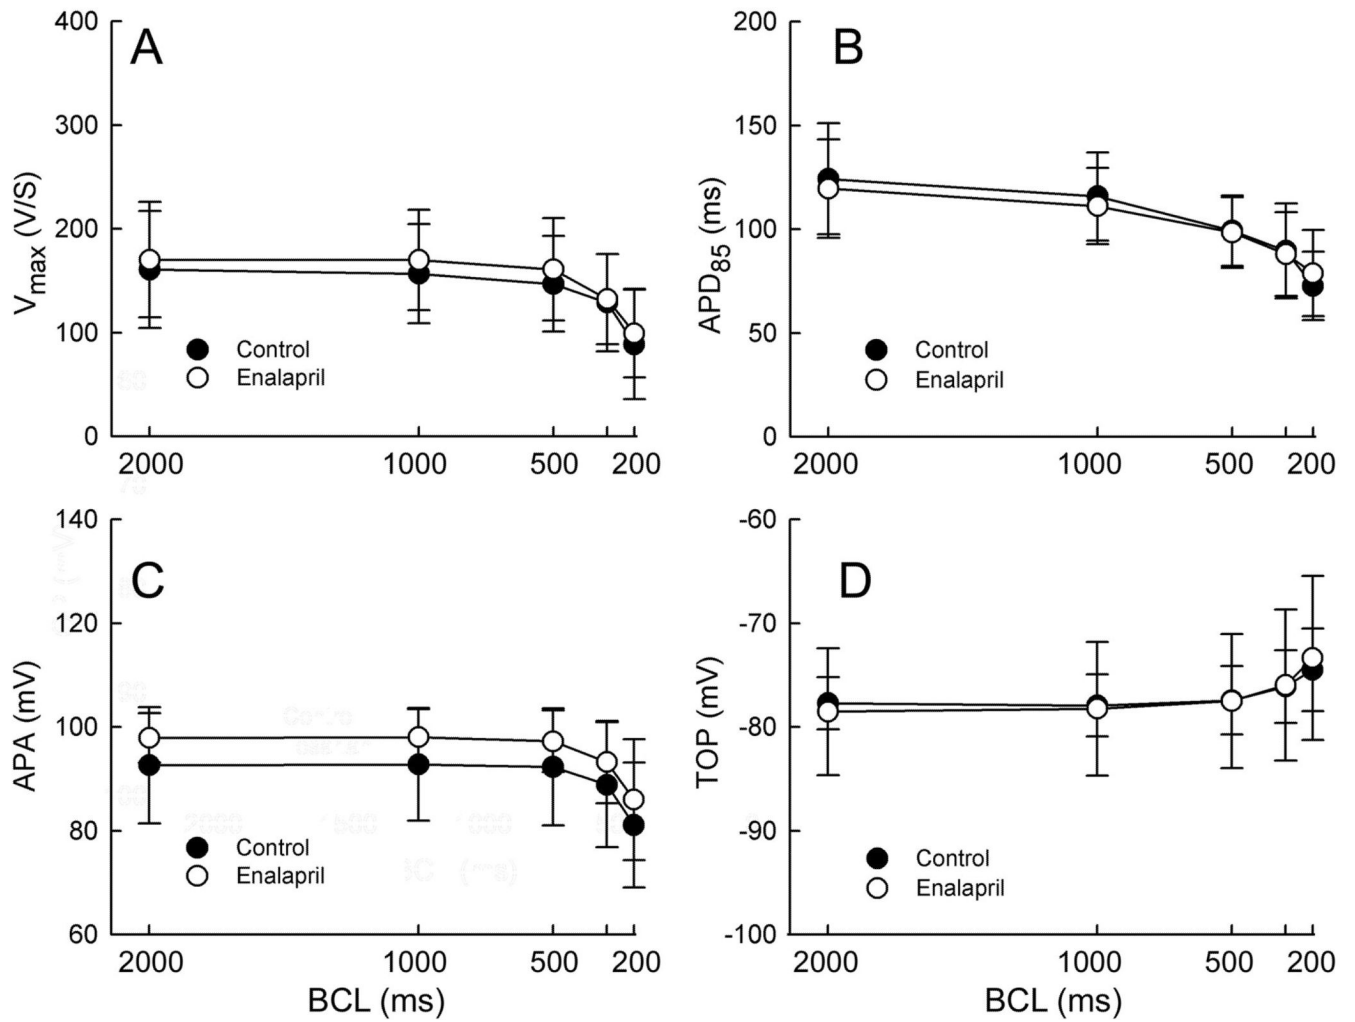 A
400
300
200
100
0
Vmax (V/S)
Control
Enalapril
2000
1000
500
200
B
200
150
100
50
0
APD85 (ms)
Control
Enalapril
2000
1000
500
200
C
140
120
100
80
60
APA (mV)
Control
Enalapril
2000
1000
500
200
BCL (ms)
D
-60
-70
-80
-90
-100
TOP (mV)
Control
Enalapril
2000
1000
500
200
BCL (ms)